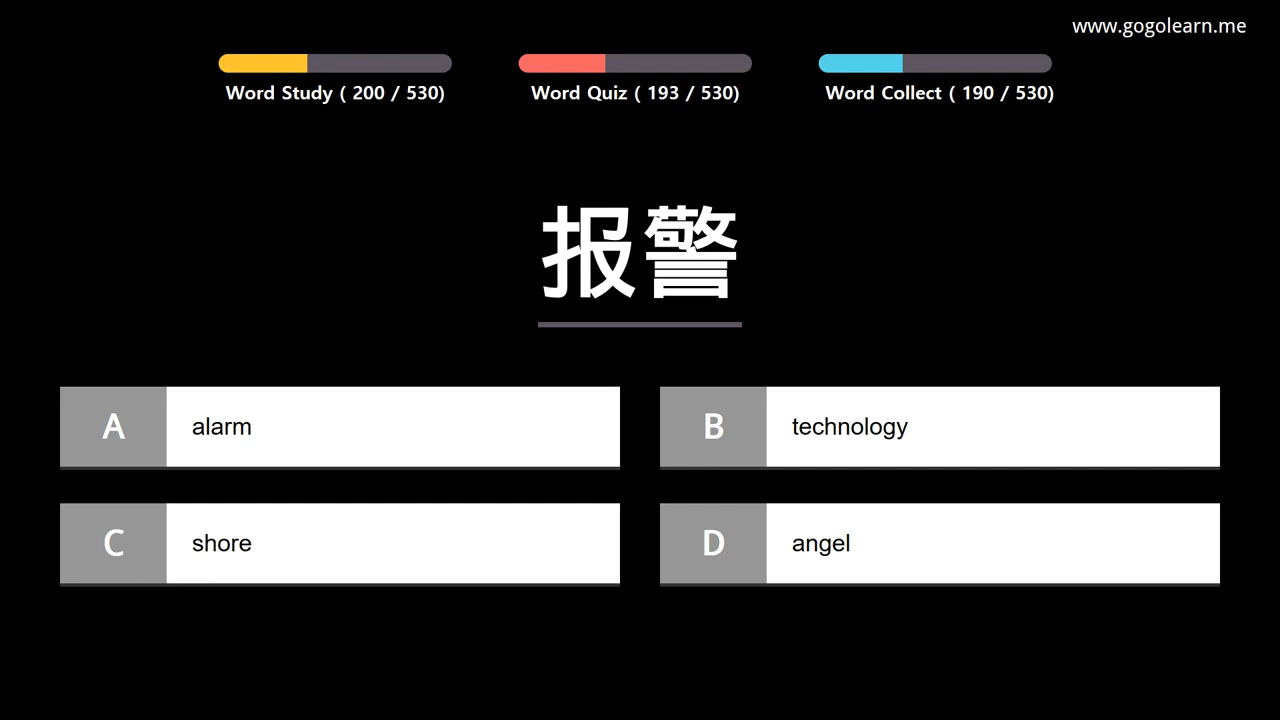 www.gogolearn.me
Word Study ( 200 / 530)
Word Quiz ( 193 / 530)
Word Collect ( 190 / 530)
报警
A
alarm
B
technology
C
shore
D
angel